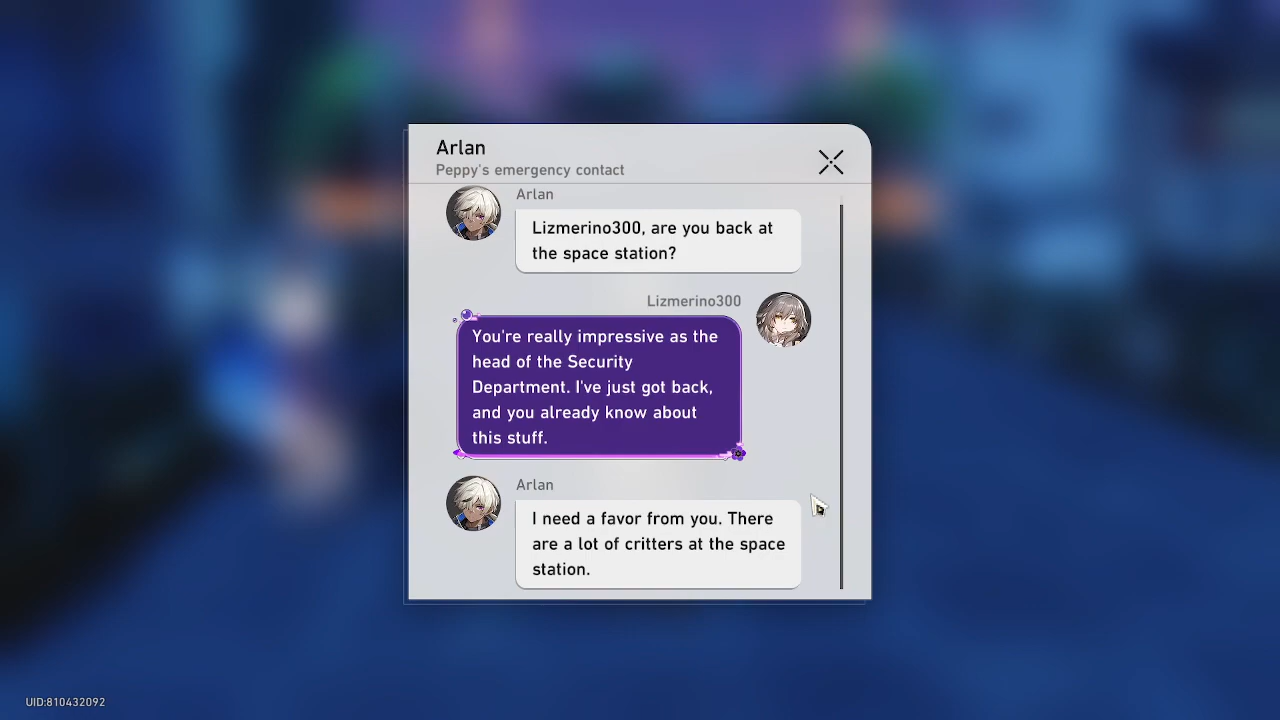 Arlan
Peppy's emergency contact
Arlan
Lizmerino300, are you back at
the space station?
Lizmerino300
You're really impressive as the
head of the Security
Department. I've just got back,
and you already know about
this stuff.
Arlan
I need a favor from you. There
are a lot of critters at the space
station.
UID:810432092